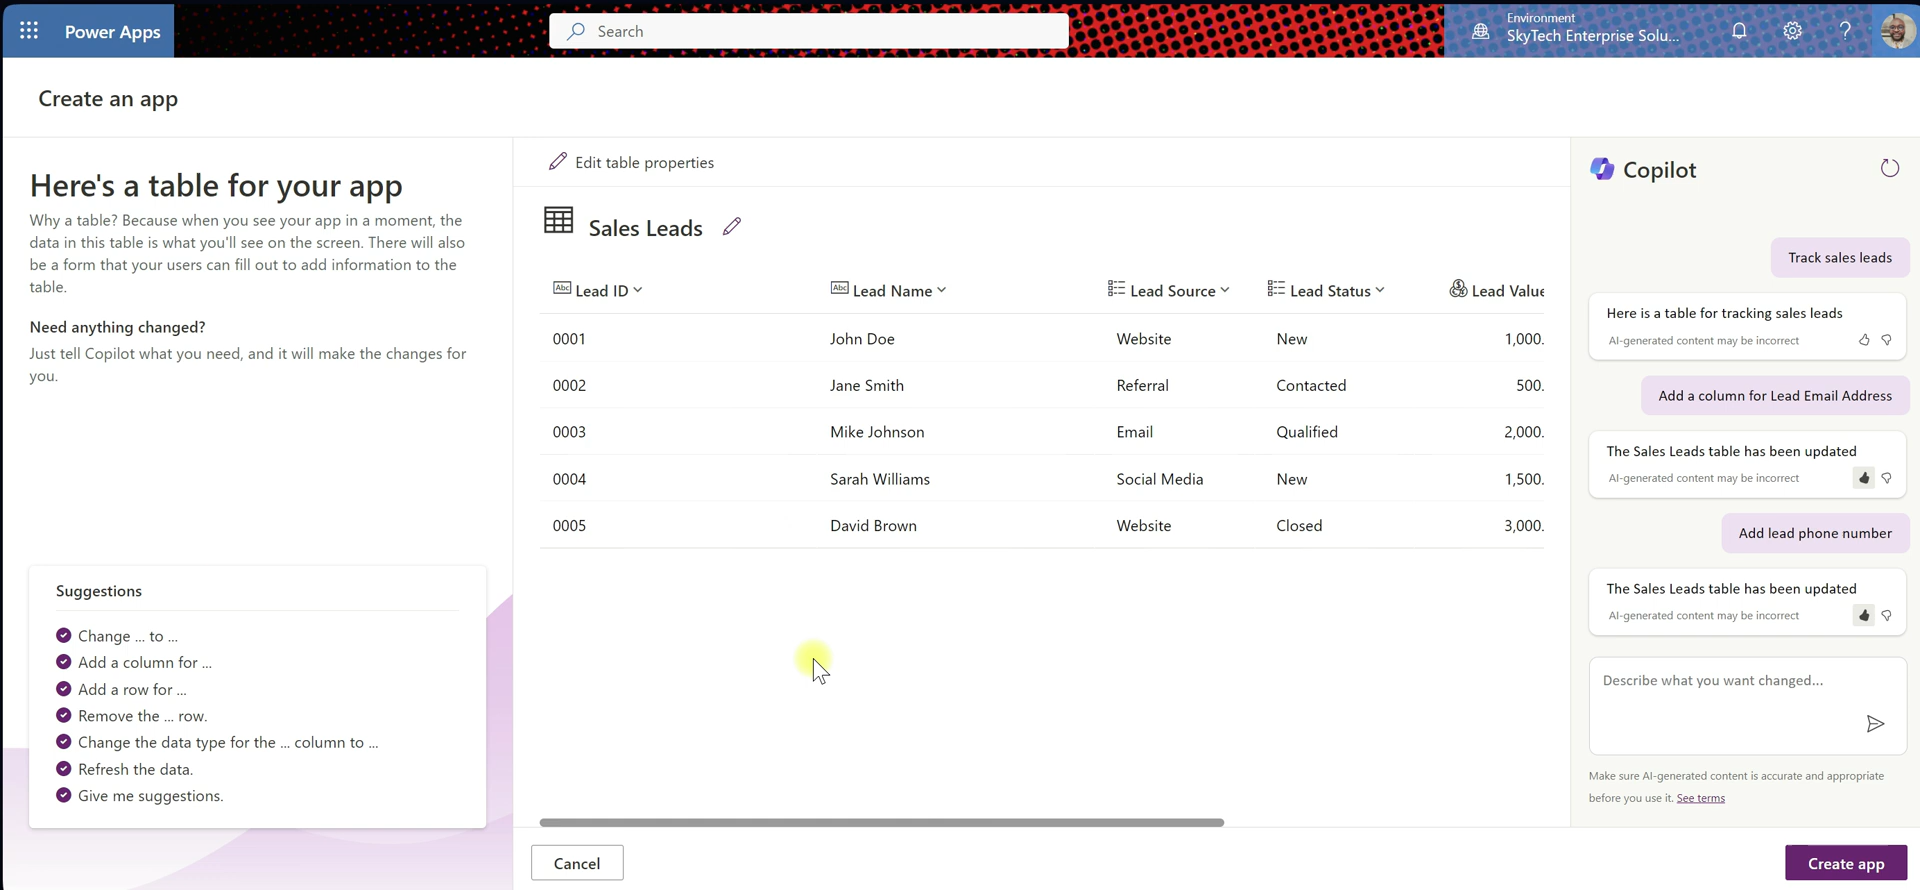 Power Apps
Search
Environment
SkyTech Enterprise Solu...
Create an app
Here's a table for your app
Why a table? Because when you see your app in a moment, the
data in this table is what you'll see on the screen. There will also
be a form that your users can fill out to add information to the
table.
Need anything changed?
Just tell Copilot what you need, and it will make the changes for
you.
Suggestions
Change ... to ...
Add a column for ...
Add a row for ...
Remove the ... row.
Change the data type for the ... column to ...
Refresh the data.
Give me suggestions.
Edit table properties
Sales Leads
Abc Lead ID Abc Lead Name Lead Source Lead Status Lead Value
0001 John Doe Website New 1,000.
0002 Jane Smith Referral Contacted 500.
0003 Mike Johnson Email Qualified 2,000.
0004 Sarah Williams Social Media New 1,500.
0005 David Brown Website Closed 3,000.
Cancel
Copilot
Track sales leads
Here is a table for tracking sales leads
AI-generated content may be incorrect
Add a column for Lead Email Address
The Sales Leads table has been updated
AI-generated content may be incorrect
Add lead phone number
The Sales Leads table has been updated
AI-generated content may be incorrect
Describe what you want changed...
Make sure AI-generated content is accurate and appropriate
before you use it. See terms
Create app